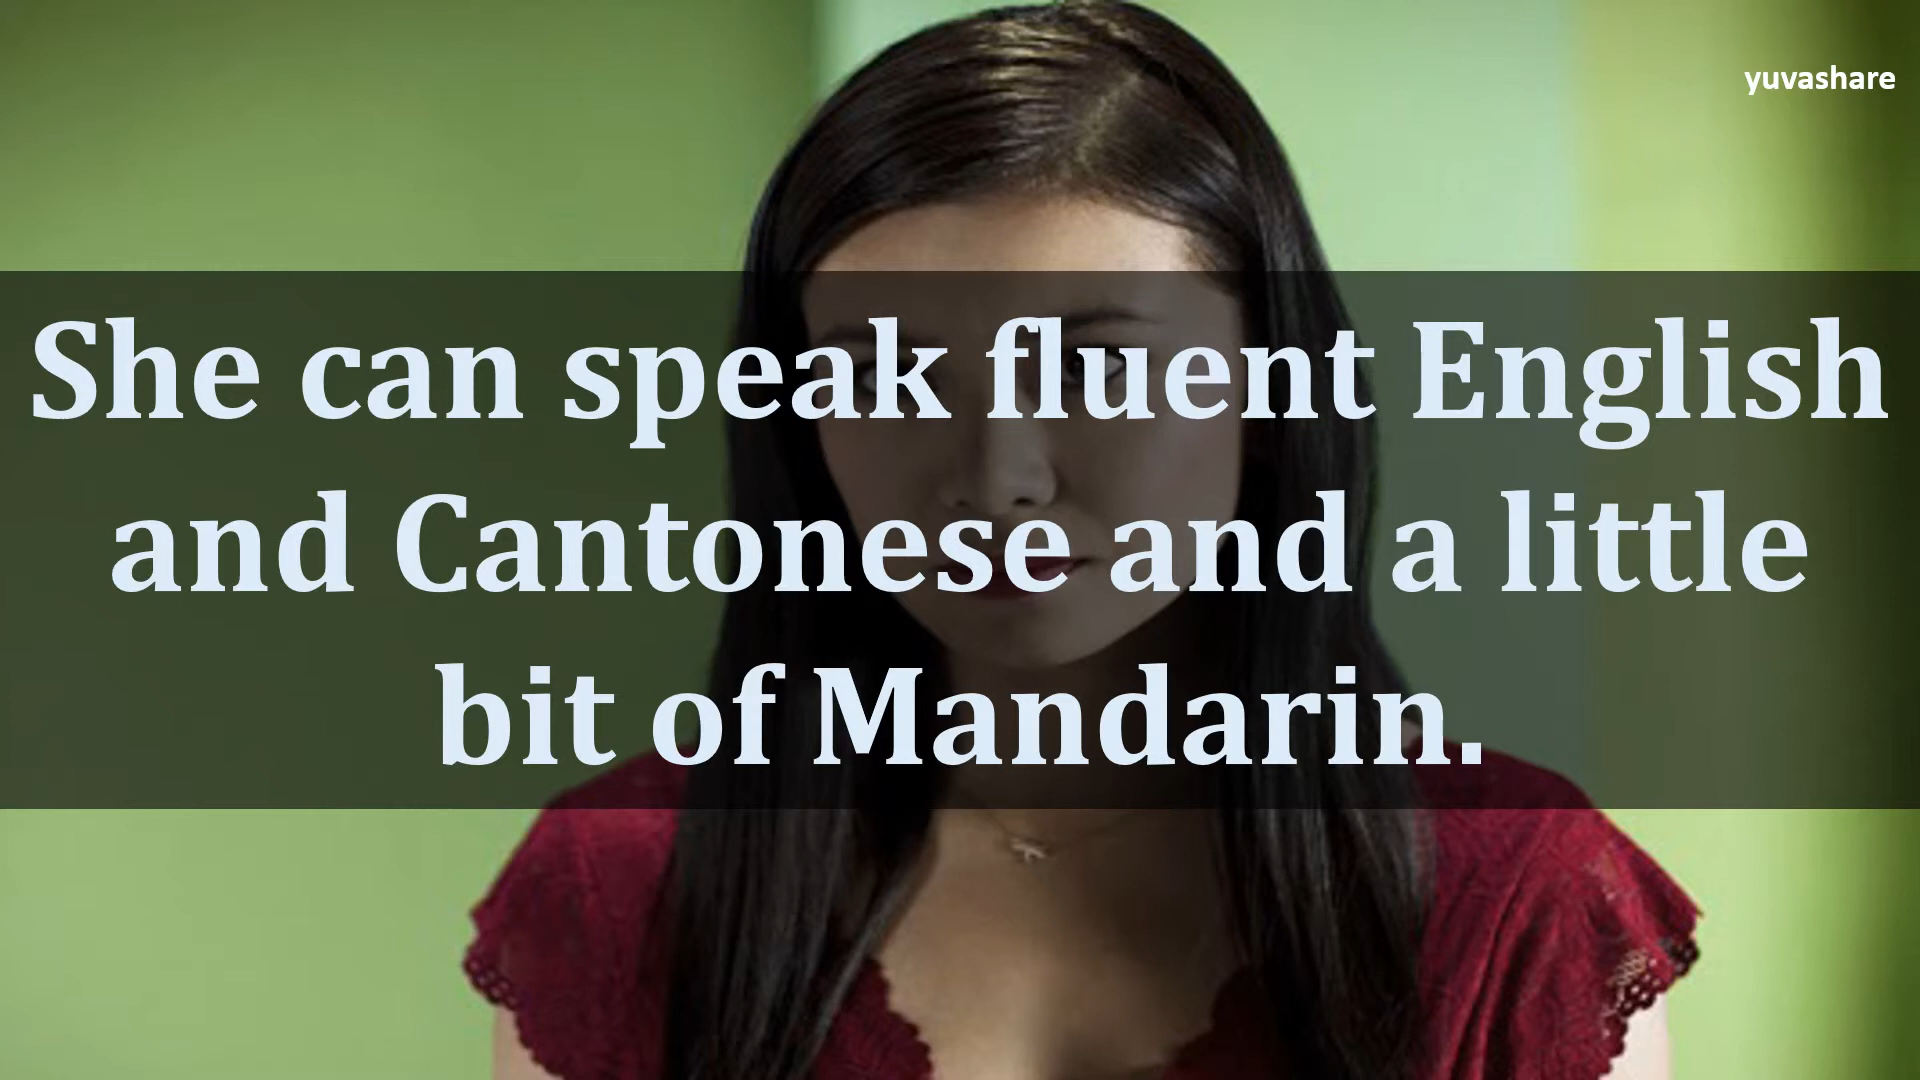 yuvashare
She can speak fluent English
and Cantonese and a little
bit of Mandarin.